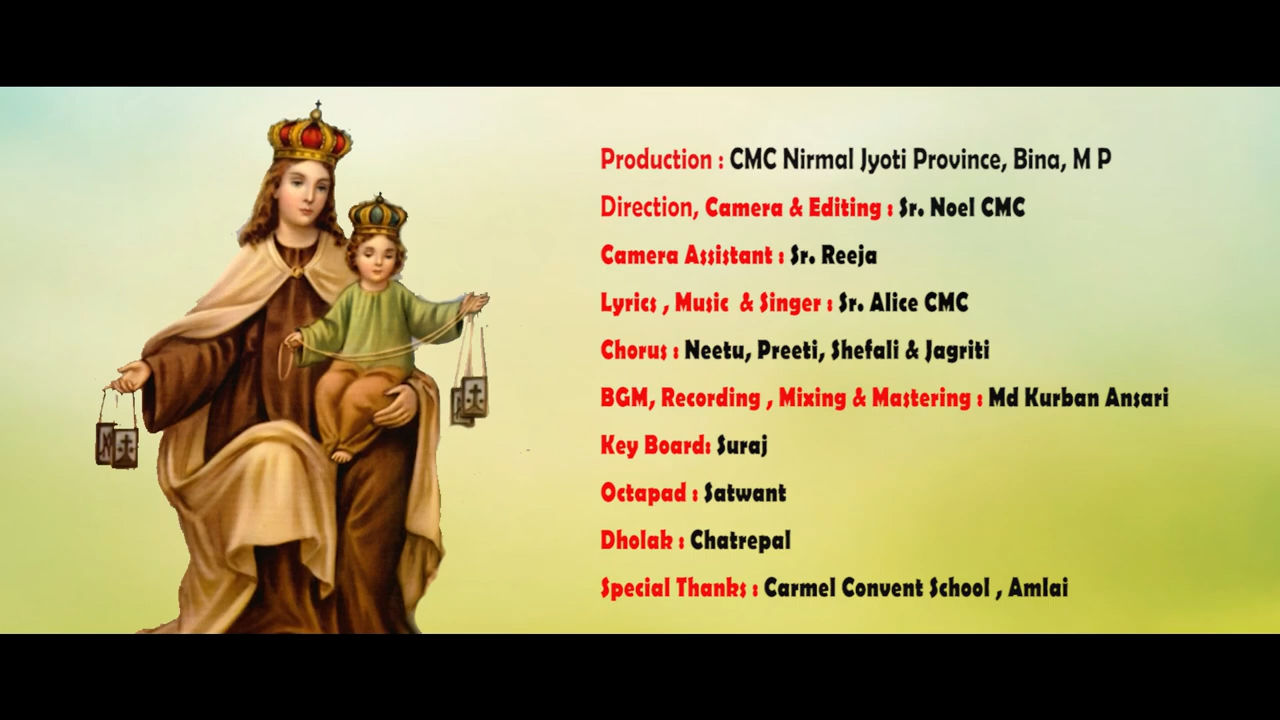 Production : CMC Nirmal Jyoti Province, Bina, M P
Direction, Camera & Editing : Sr. Noel CMC
Camera Assistant : Sr. Reeja
Lyrics , Music & Singer : Sr. Alice CMC
Chorus : Neetu, Preeti, Shefali & Jagriti
BGM, Recording , Mixing & Mastering : Md Kurban Ansari
Key Board: Suraj
Octapad : Satwant
Dholak : Chatrepal
Special Thanks : Carmel Convent School , Amlai